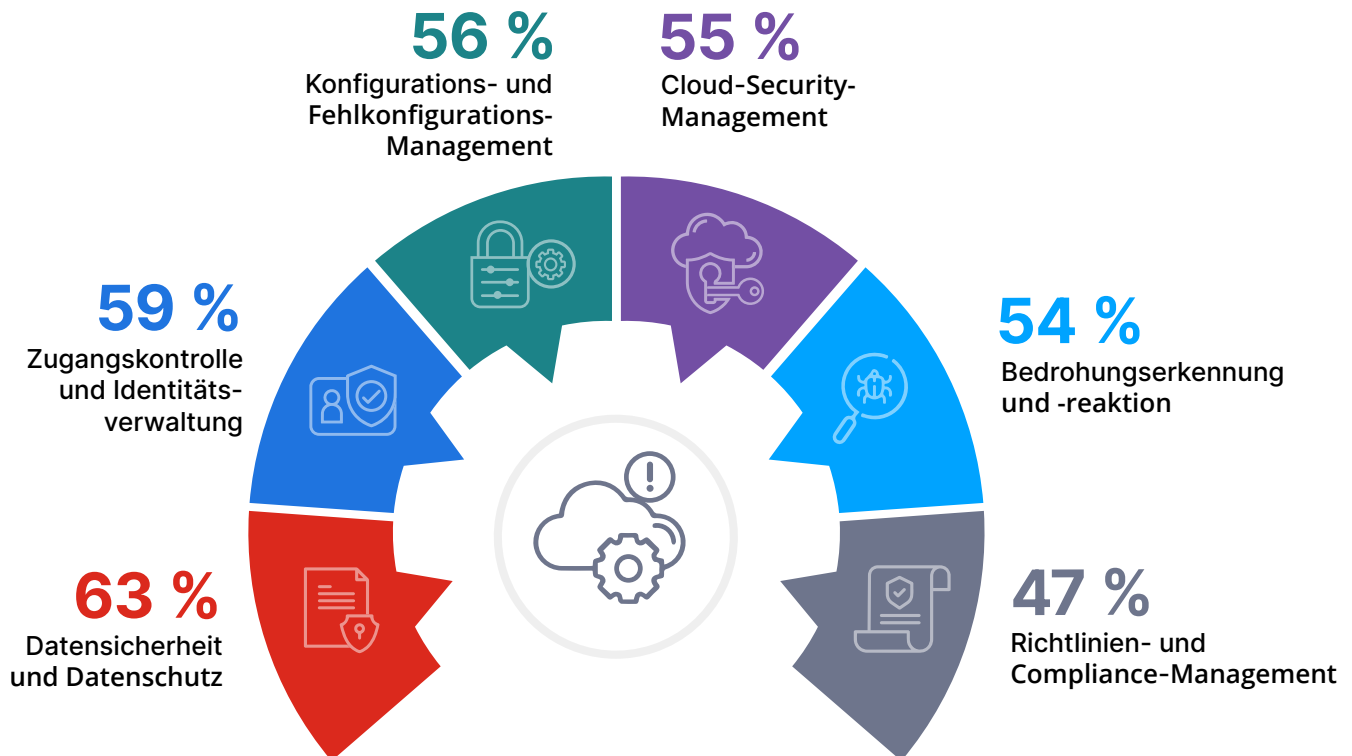 56 %
Konfigurations- und
Fehlkonfigurations-
Management
55 %
Cloud-Security-
Management
59 %
Zugangskontrolle
und Identitäts-
verwaltung
54 %
Bedrohungserkennung
und -reaktion
63 %
Datensicherheit
und Datenschutz
47 %
Richtlinien- und
Compliance-Management